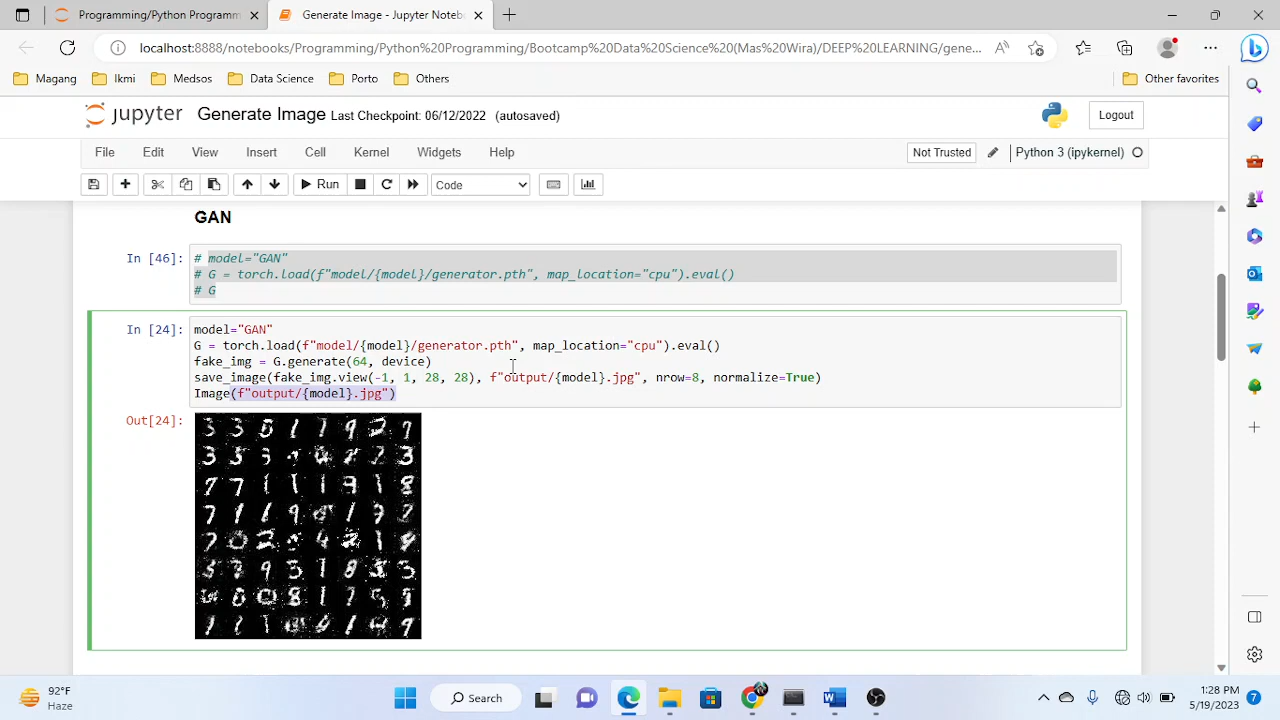 Programming/Python Programm
Generate Image - Jupyter Noteb
localhost:8888/notebooks/Programming/Python%20Programming/Bootcamp%20Data%20Science%20(Mas%20Wira)/DEEP%20LEARNING/gene...
Magang
Ikmi
Medsos
Data Science
Porto
Others
Other favorites
jupyter Generate Image Last Checkpoint: 06/12/2022 (autosaved)
Logout
File Edit View Insert Cell Kernel Widgets Help
Not Trusted
Python 3 (ipykernel)
Run
Code
GAN
In [46]:
# model="GAN"
# G = torch.load(f"model/{model}/generator.pth", map_location="cpu").eval()
# G
In [24]:
model="GAN"
G = torch.load(f"model/{model}/generator.pth", map_location="cpu").eval()
fake_img = G.generate(64, device)
save_image(fake_img.view(-1, 1, 28, 28), f"output/{model}.jpg", nrow=8, normalize=True)
Image(f"output/{model}.jpg")
Out[24]:
92°F
Haze
Search
1:28 PM
5/19/2023
7